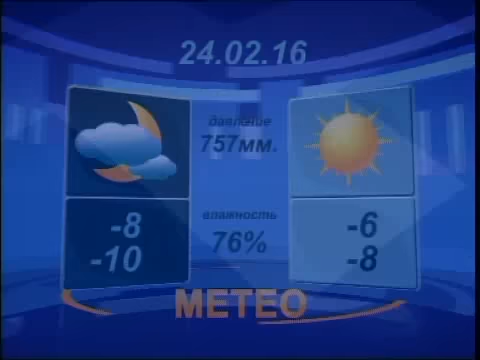 24.02.16
давление
757мм.
-8
-10
влажность
76%
-6
-8
МЕТЕО